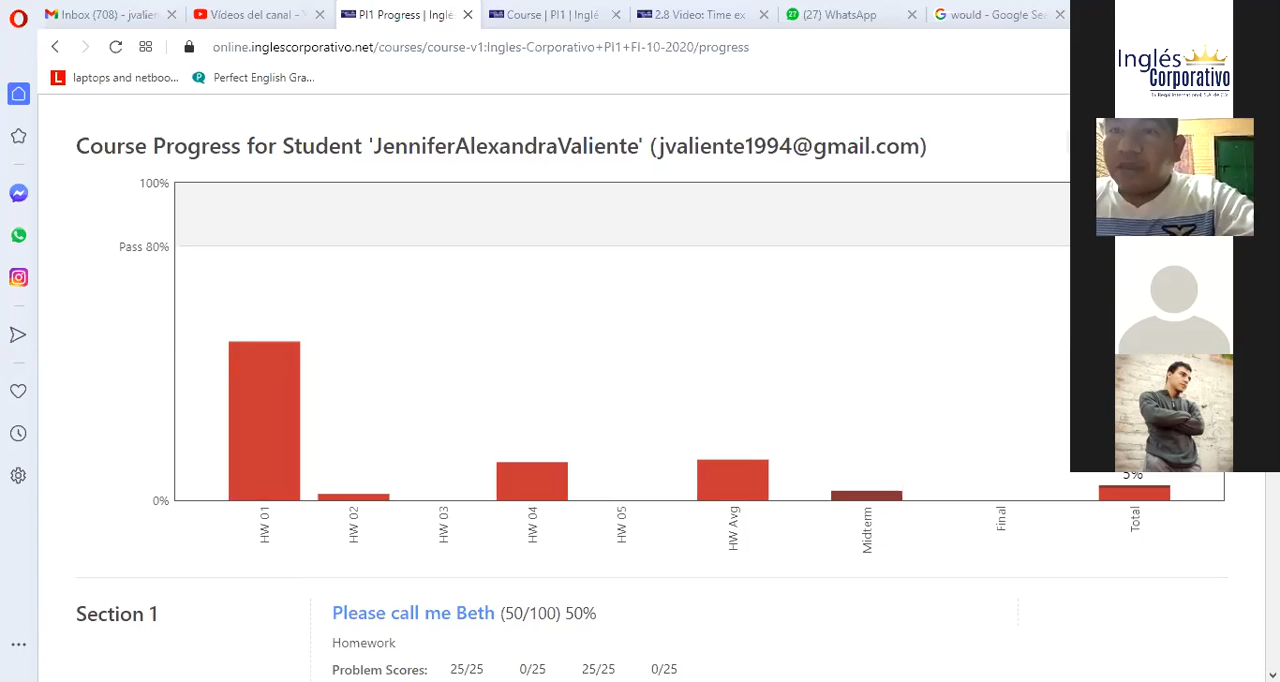 Inbox (708) - jvalien
Vídeos del canal -
PI1 Progress | Ingle
Course | PI1 | Inglé
2.8 Video: Time ex
(27) WhatsApp
would - Google Sea
online.inglescorporativo.net/courses/course-v1:Ingles-Corporativo+PI1+FI-10-2020/progress
laptops and netboo...
Perfect English Gra...
Inglés
Corporativo
Course Progress for Student 'JenniferAlexandraValiente' (jvaliente1994@gmail.com)
100%
Pass 80%
0%
5%
HW 01
HW 02
HW 03
HW 04
HW 05
HW Avg
Midterm
Final
Total
Section 1
Please call me Beth (50/100) 50%
Homework
Problem Scores: 25/25 0/25 25/25 0/25